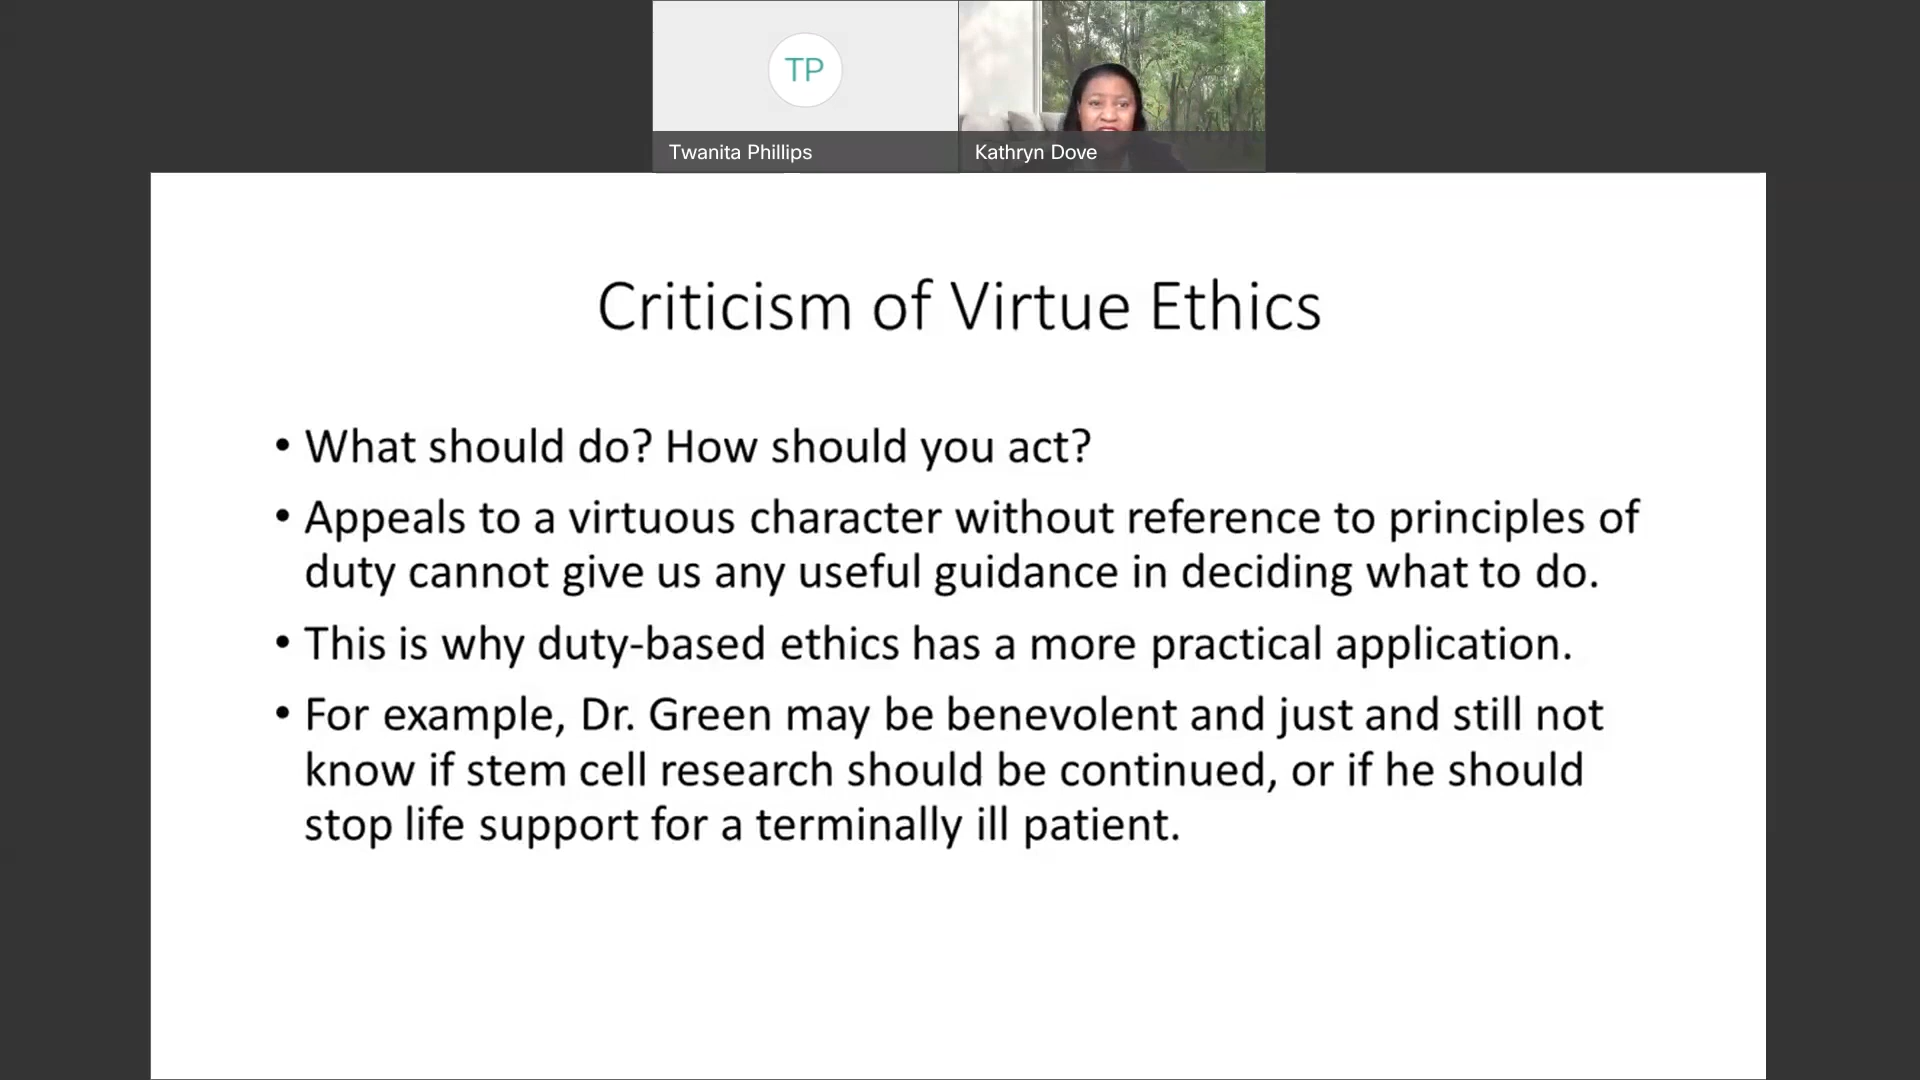 TP
Twanita Phillips
Kathryn Dove
Criticism of Virtue Ethics
• What should do? How should you act?
• Appeals to a virtuous character without reference to principles of
duty cannot give us any useful guidance in deciding what to do.
• This is why duty-based ethics has a more practical application.
• For example, Dr. Green may be benevolent and just and still not
know if stem cell research should be continued, or if he should
stop life support for a terminally ill patient.